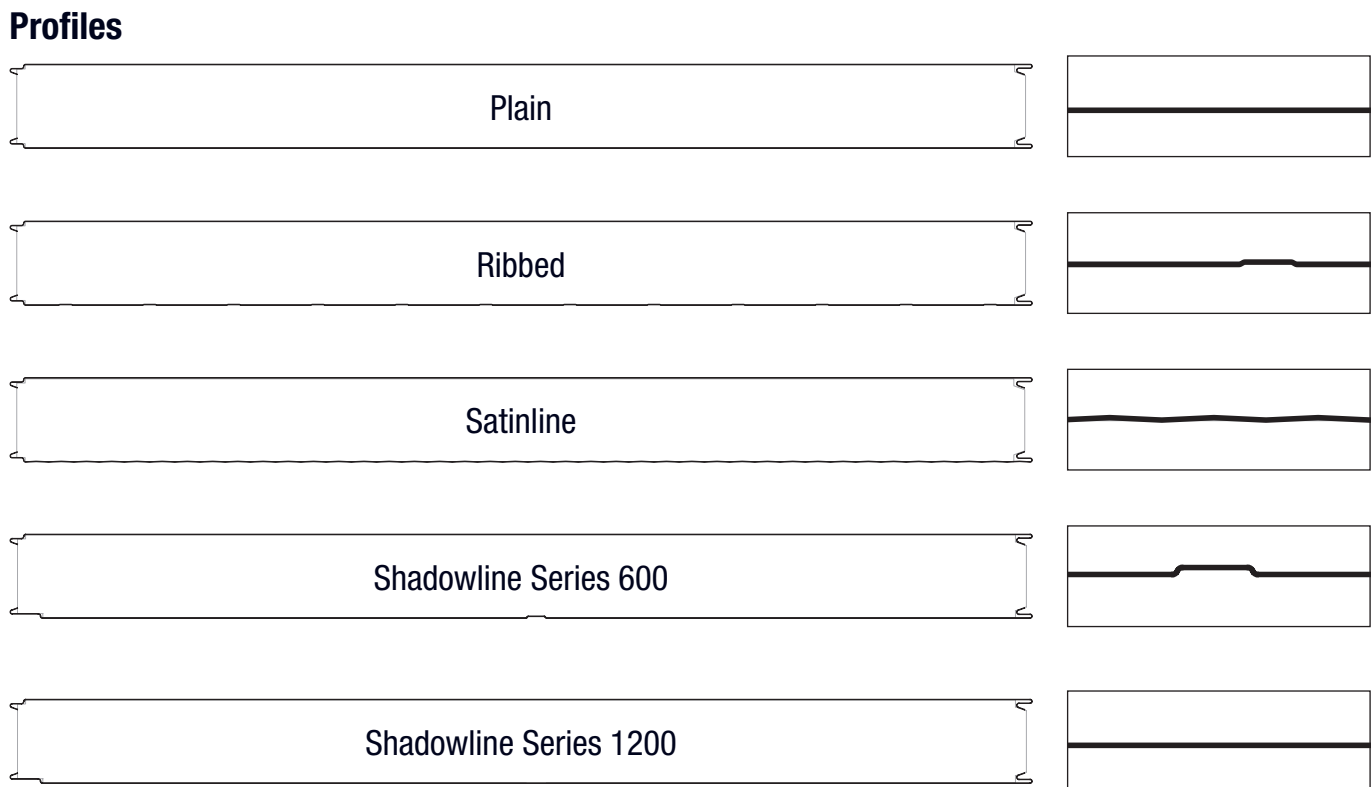 Profiles
Plain
Ribbed
Satinline
Shadowline Series 600
Shadowline Series 1200